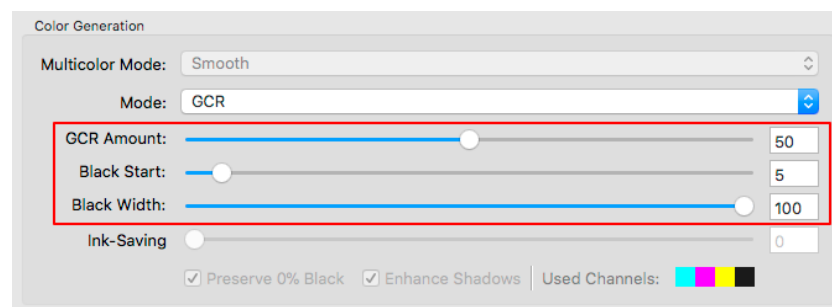 Color Generation
Multicolor Mode: Smooth
Mode: GCR
GCR Amount: 50
Black Start: 5
Black Width: 100
Ink-Saving 0
Preserve 0% Black Enhance Shadows Used Channels: